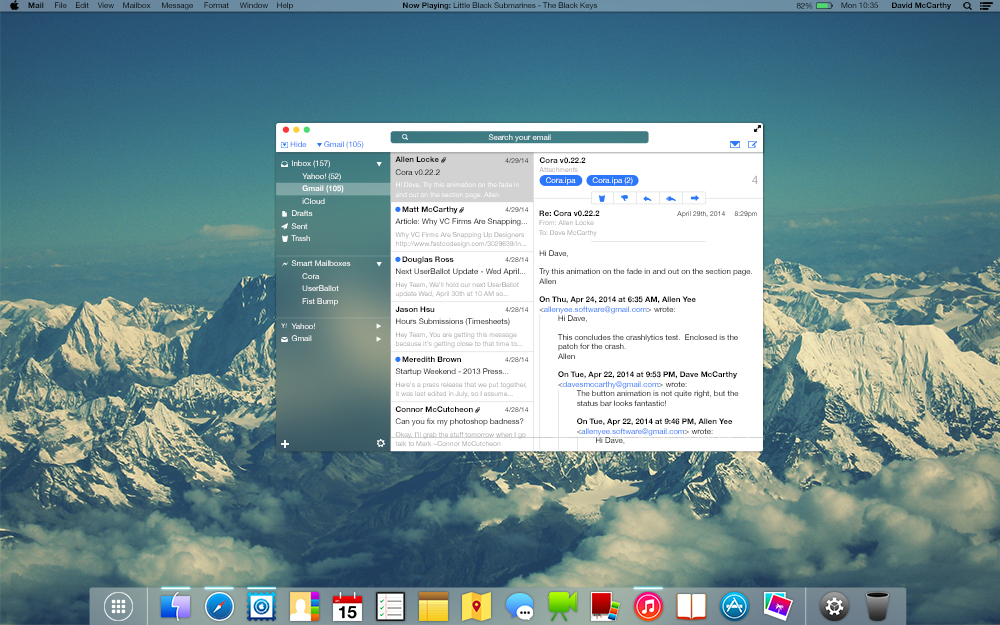 Mail File Edit View Mailbox Message Format Window Help
Now Playing: Little Black Submarines - The Black Keys
82% Mon 10:35 David McCarthy
Hide Gmail (105)
Search your email
Inbox (157)
Yahoo! (52)
Gmail (105)
iCloud
Drafts
Sent
Trash
Smart Mailboxes
Cora
UserBallot
Fist Bump
Y! Yahoo!
Gmail
Allen Locke 4/29/14
Cora v0.22.2
Hi Dave, Try this animation on the fade in
and out on the section page. Allen
Matt McCarthy 4/29/14
Article: Why VC Firms Are Snapping...
Why VC Firms Are Snapping Up Designers
http://www.fastcodesign.com/3029639/in...
Douglas Ross 4/28/14
Next UserBallot Update - Wed April...
Hey Team, We'll hold our next UserBallot
update Wed, April 30th at 10 AM so...
Jason Hsu 4/28/14
Hours Submissions (Timesheets)
Hey Team, You are getting this message
because it's getting close to that time to...
Meredith Brown 4/28/14
Startup Weekend - 2013 Press...
Here's a press release that we put together,
it was last edited in July, so I assume...
Connor McCutcheon 4/28/14
Can you fix my photoshop badness?
Okay, I'll grab the stuff tomorrow when I go
talk to Mark ~Connor McCutcheon
Cora v0.22.2
Attachments
Cora.ipa Cora.ipa (2) 4
Re: Cora v0.22.2 April 29th, 2014 8:29pm
From: Allen Locke
To: Dave McCarthy
Hi Dave,
Try this animation on the fade in and out on the section page.
Allen
On Thu, Apr 24, 2014 at 6:35 AM, Allen Yee
<allenyee.software@gmail.com> wrote:
Hi Dave,
This concludes the crashlytics test. Enclosed is the
patch for the crash.
Allen
On Tue, Apr 22, 2014 at 9:53 PM, Dave McCarthy
<davesmccarthy@gmail.com> wrote:
The button animation is not quite right, but the
status bar looks fantastic!
On Tue, Apr 22, 2014 at 9:46 PM, Allen Yee
<allenyee.software@gmail.com> wrote:
Hi Dave,
15